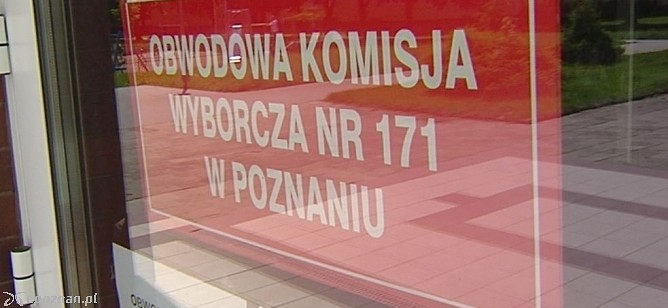 OBWODOWA KOMISJA
WYBORCZA NR 171
W POZNANIU